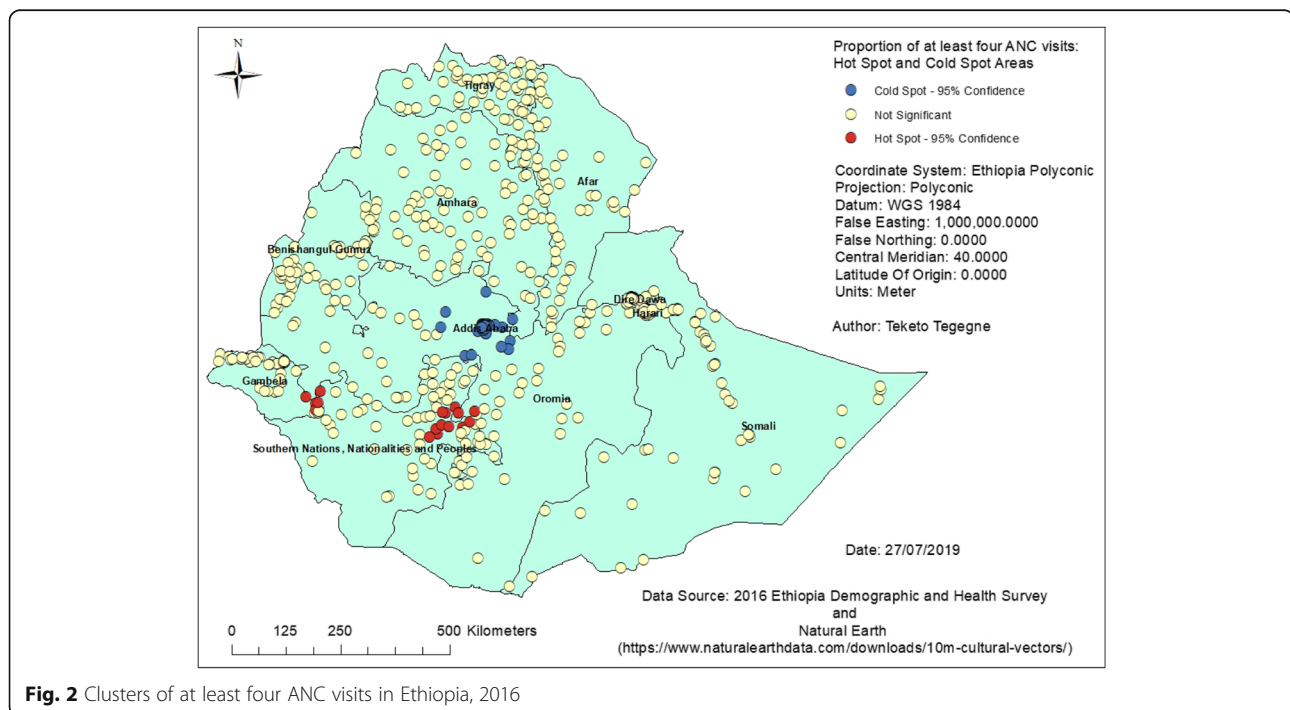 N
Proportion of at least four ANC visits:
Hot Spot and Cold Spot Areas
Cold Spot - 95% Confidence
Not Significant
Hot Spot - 95% Confidence
Coordinate System: Ethiopia Polyconic
Projection: Polyconic
Datum: WGS 1984
False Easting: 1,000,000.0000
False Northing: 0.0000
Central Meridian: 40.0000
Latitude Of Origin: 0.0000
Units: Meter
Author: Teketo Tegegne
Tigray
Afar
Amhara
Benishangul Gumuz
Dire Dawa
Harari
Addis Ababa
Gambela
Oromia
Somali
Southern Nations, Nationalities and Peoples
Date: 27/07/2019
Data Source: 2016 Ethiopia Demographic and Health Survey
and
Natural Earth
(https://www.naturalearthdata.com/downloads/10m-cultural-vectors/)
0 125 250 500 Kilometers
Fig. 2 Clusters of at least four ANC visits in Ethiopia, 2016